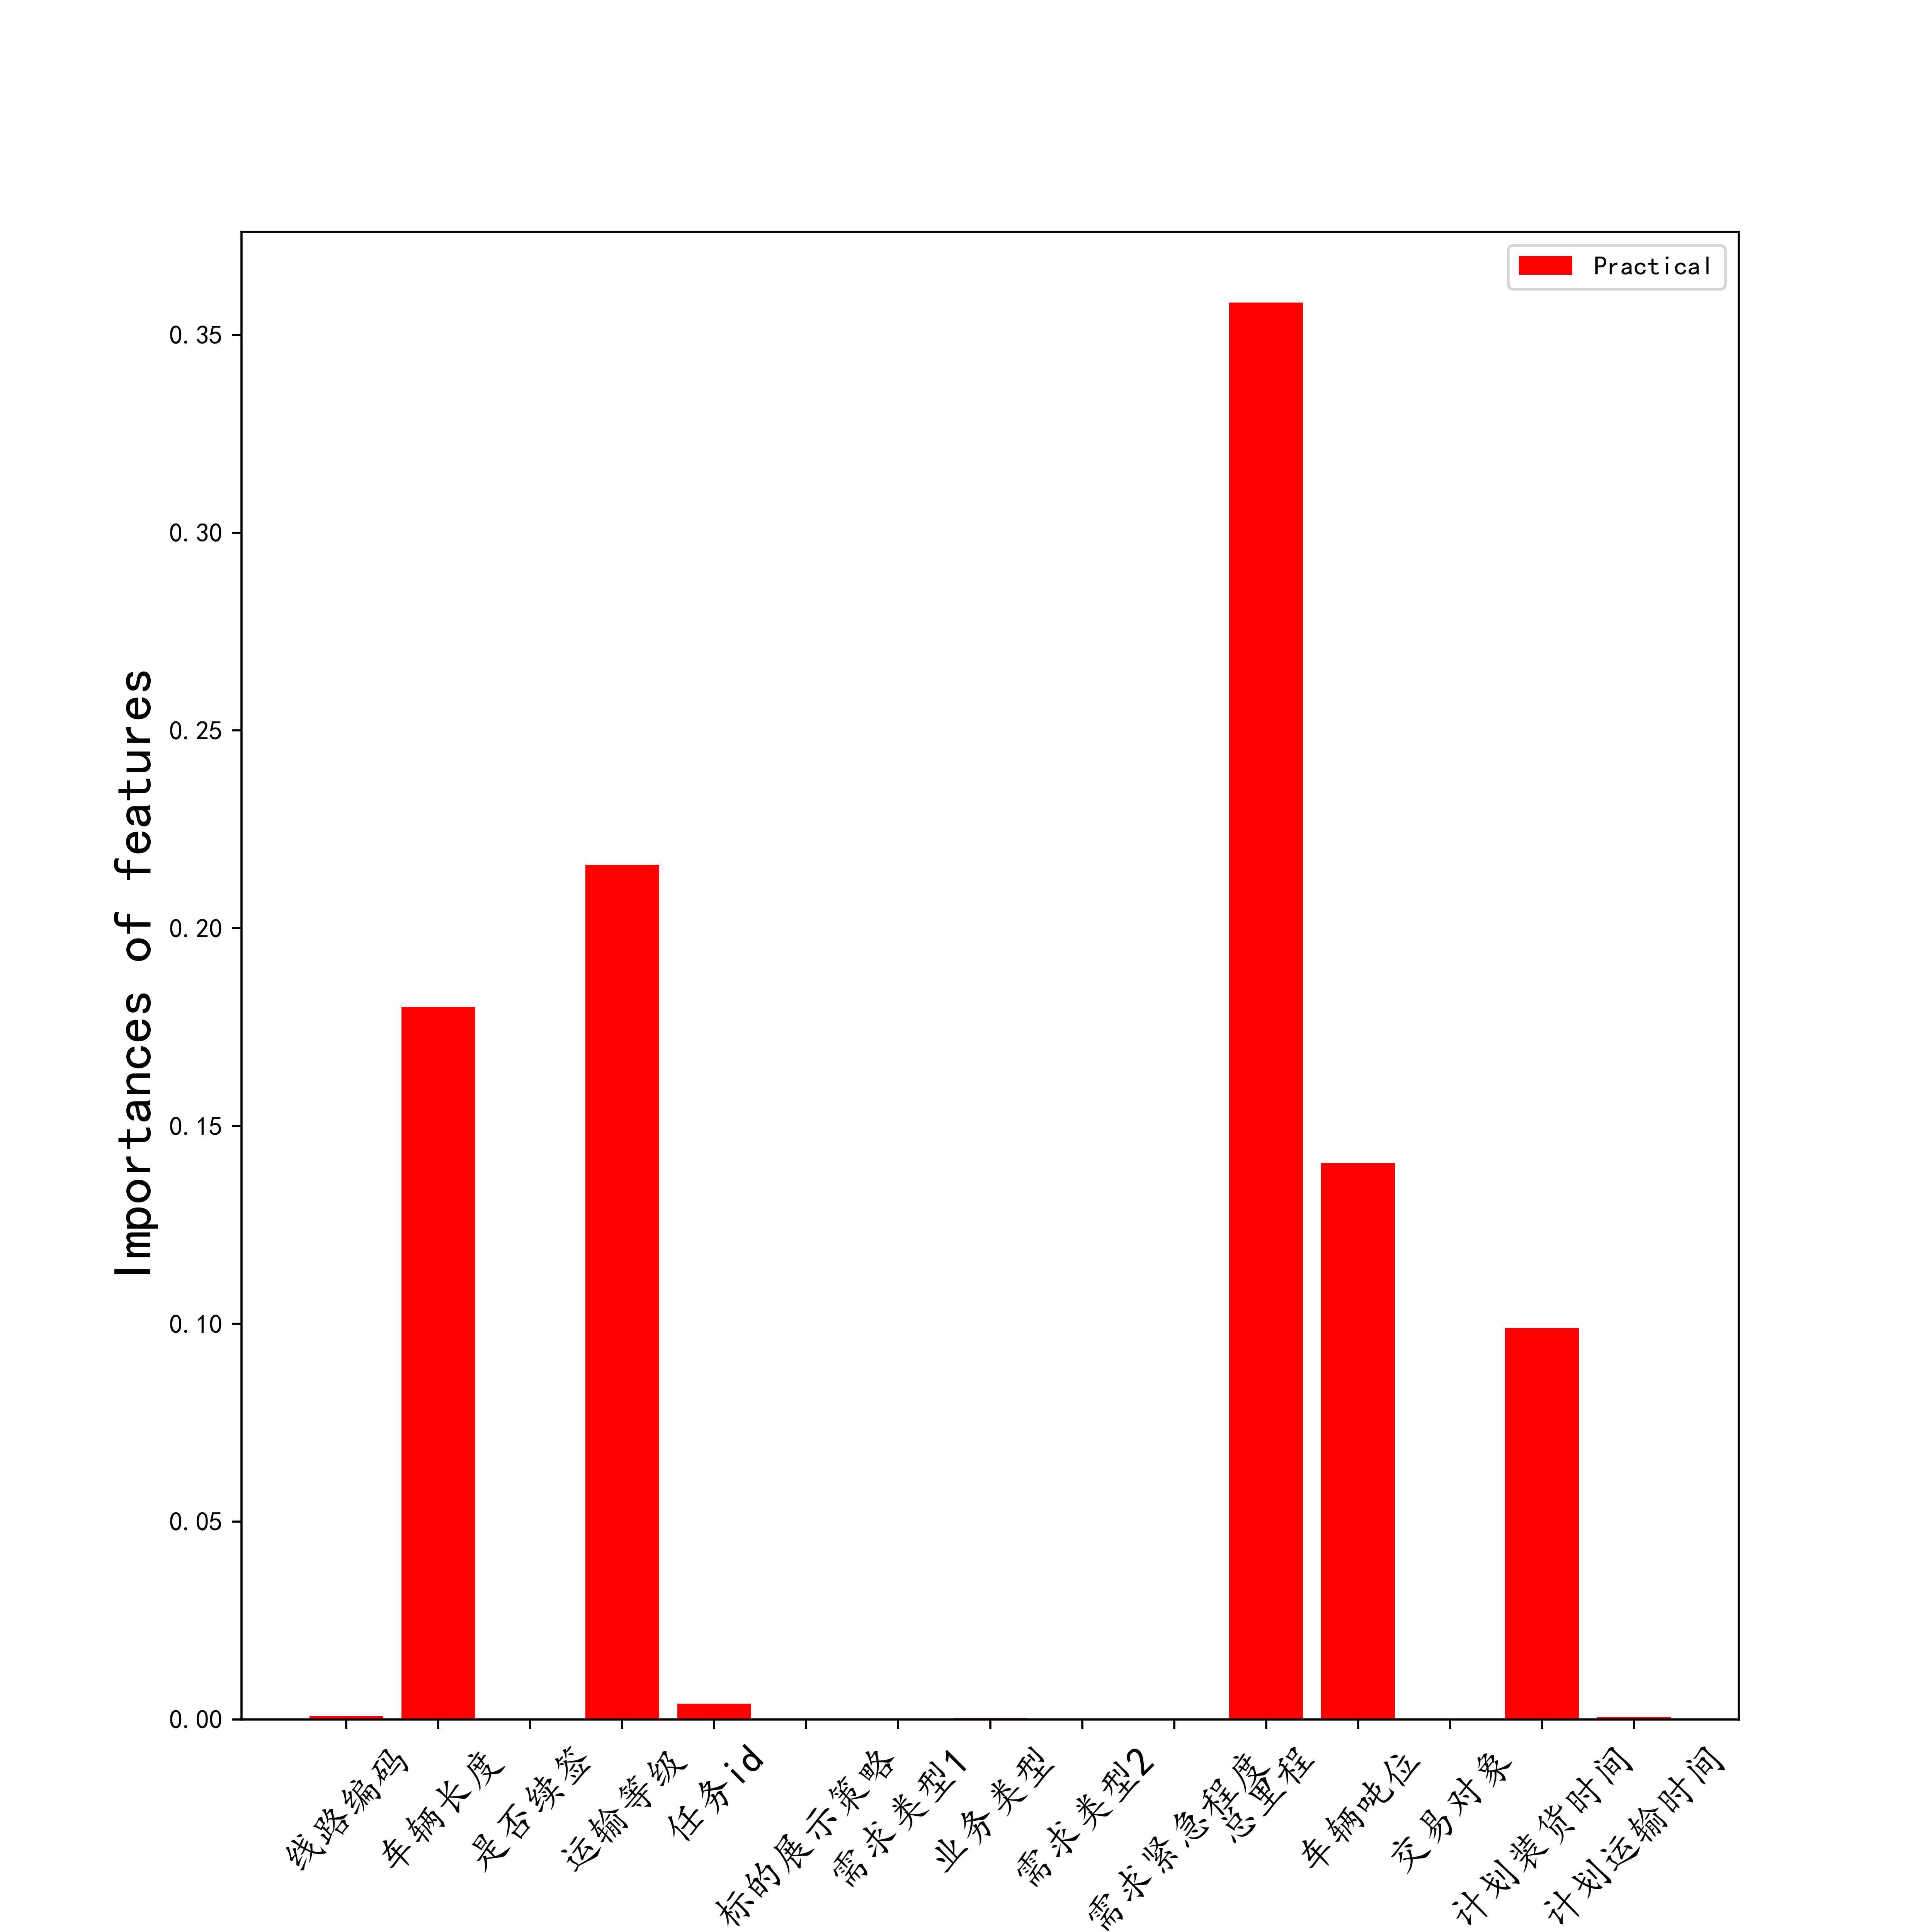 Practical
0.35
0.30
0.25
0.20
0.15
0.10
0.05
0.00
Importances of features
线路编码
车辆长度
是否续签
运输等级
任务id
标的展示策略
需求类型1
业务类型
需求类型2
需求紧急程度
总里程
车辆吨位
交易对象
计划装货时间
计划运输时间